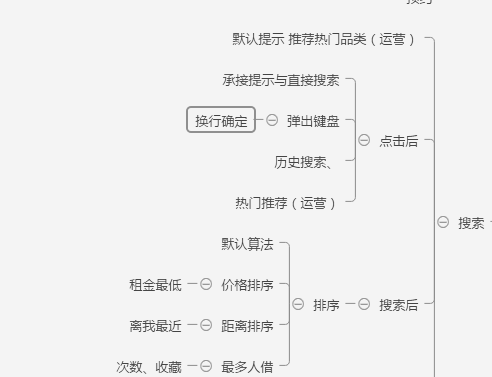 默认提示 推荐热门品类（运营）
承接提示与直接搜索
换行确定
弹出键盘
历史搜索、
点击后
热门推荐（运营）
搜索
默认算法
租金最低
价格排序
排序
搜索后
离我最近
距离排序
次数、收藏
最多人借